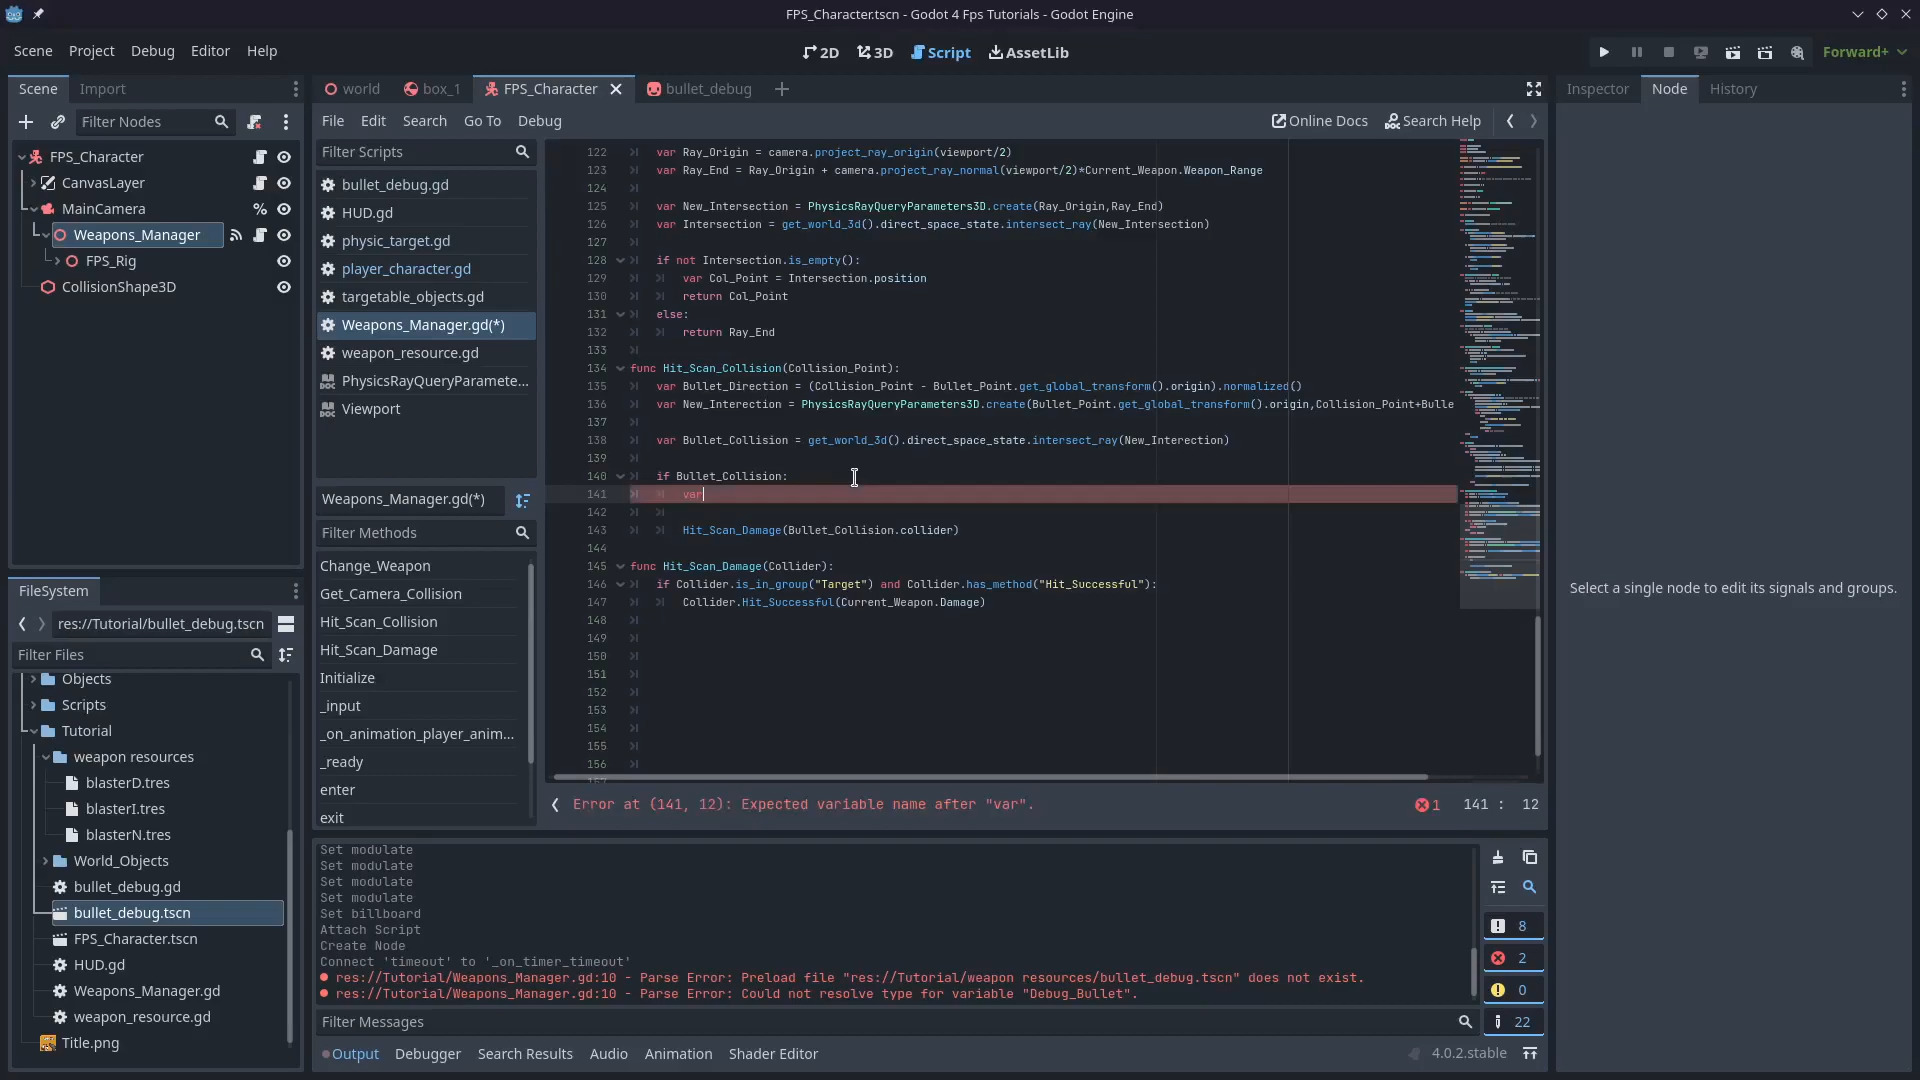 FPS_Character.tscn - Godot 4 Fps Tutorials - Godot Engine
Scene Project Debug Editor Help
2D 3D Script AssetLib
Forward+
Scene Import
Filter Nodes
FPS_Character
CanvasLayer
MainCamera
%
Weapons_Manager
FPS_Rig
CollisionShape3D
FileSystem
res://Tutorial/bullet_debug.tscn
Filter Files
Objects
Scripts
Tutorial
weapon resources
blasterD.tres
blasterI.tres
blasterN.tres
World_Objects
bullet_debug.gd
bullet_debug.tscn
FPS_Character.tscn
HUD.gd
Weapons_Manager.gd
weapon_resource.gd
Title.png
world box_1 FPS_Character bullet_debug
File Edit Search Go To Debug
Online Docs Search Help
Filter Scripts
bullet_debug.gd
HUD.gd
physic_target.gd
player_character.gd
targetable_objects.gd
Weapons_Manager.gd(*)
weapon_resource.gd
PhysicsRayQueryParamete...
Viewport
Weapons_Manager.gd(*)
Filter Methods
Change_Weapon
Get_Camera_Collision
Hit_Scan_Collision
Hit_Scan_Damage
Initialize
_input
_on_animation_player_anim...
_ready
enter
exit
122 var Ray_Origin = camera.project_ray_origin(viewport/2)
123 var Ray_End = Ray_Origin + camera.project_ray_normal(viewport/2)*Current_Weapon.Weapon_Range
124
125 var New_Intersection = PhysicsRayQueryParameters3D.create(Ray_Origin,Ray_End)
126 var Intersection = get_world_3d().direct_space_state.intersect_ray(New_Intersection)
127
128 if not Intersection.is_empty():
129 var Col_Point = Intersection.position
130 return Col_Point
131 else:
132 return Ray_End
133
134 func Hit_Scan_Collision(Collision_Point):
135 var Bullet_Direction = (Collision_Point - Bullet_Point.get_global_transform().origin).normalized()
136 var New_Interection = PhysicsRayQueryParameters3D.create(Bullet_Point.get_global_transform().origin,Collision_Point+Bulle
137
138 var Bullet_Collision = get_world_3d().direct_space_state.intersect_ray(New_Interection)
139
140 if Bullet_Collision:
141 var
142
143 Hit_Scan_Damage(Bullet_Collision.collider)
144
145 func Hit_Scan_Damage(Collider):
146 if Collider.is_in_group("Target") and Collider.has_method("Hit_Successful"):
147 Collider.Hit_Successful(Current_Weapon.Damage)
148
149
150
151
152
153
154
155
156
Error at (141, 12): Expected variable name after "var".
1 141 : 12
Set modulate
Set modulate
Set modulate
Set modulate
Set billboard
Attach Script
Create Node
Connect 'timeout' to '_on_timer_timeout'
res://Tutorial/Weapons_Manager.gd:10 - Parse Error: Preload file "res://Tutorial/weapon resources/bullet_debug.tscn" does not exist.
res://Tutorial/Weapons_Manager.gd:10 - Parse Error: Could not resolve type for variable "Debug_Bullet".
8
2
0
22
Filter Messages
Output Debugger Search Results Audio Animation Shader Editor
4.0.2.stable
Inspector Node History
Select a single node to edit its signals and groups.